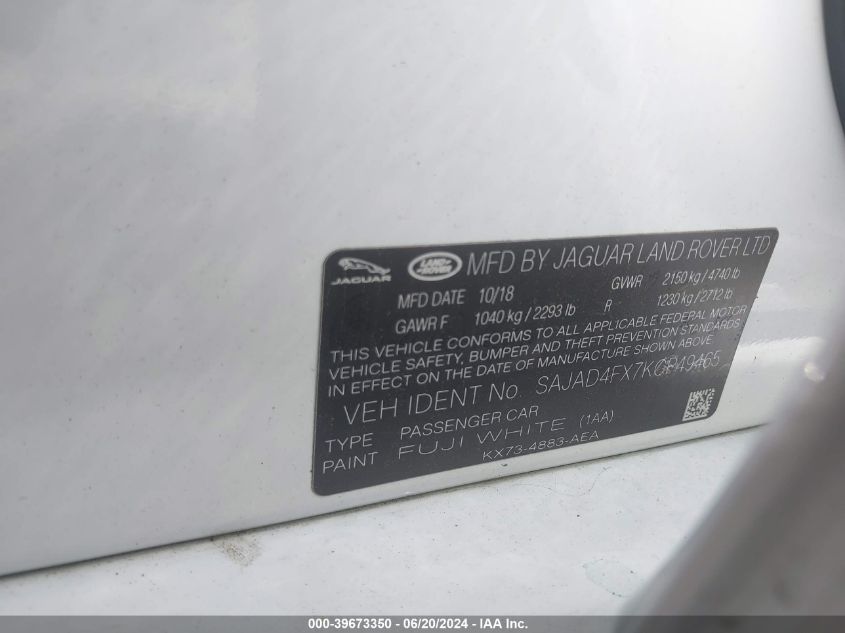 JAGUAR LAND ROVER MFD BY JAGUAR LAND ROVER LTD
MFD DATE 10/18 GVWR 2150 kg / 4740 lb
GAWR F 1040 kg / 2293 lb R 1230 kg / 2712 lb
THIS VEHICLE CONFORMS TO ALL APPLICABLE FEDERAL MOTOR
VEHICLE SAFETY, BUMPER AND THEFT PREVENTION STANDARDS
IN EFFECT ON THE DATE OF MANUFACTURE SHOWN ABOVE
VEH IDENT No. SAJAD4FX7KCP49465
TYPE PASSENGER CAR
PAINT FUJI WHITE (1AA)
KX73-4883-AEA
000-39673350 - 06/20/2024 - IAA Inc.